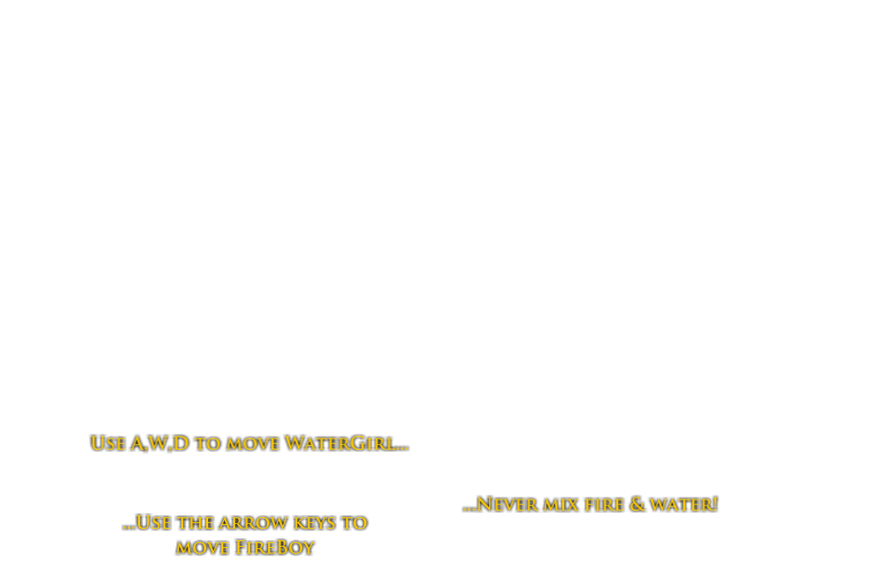 Use A,W,D to move WaterGirl...
...Never mix fire & water!
...Use the arrow keys to
move FireBoy